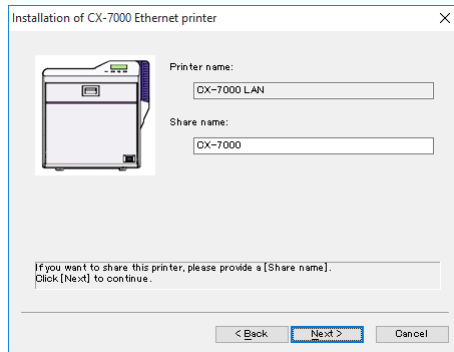 Installation of CX-7000 Ethernet printer
Printer name:
CX-7000 LAN
Share name:
CX-7000
If you want to share this printer, please provide a [Share name].
Click [Next] to continue.
< Back
Next >
Cancel